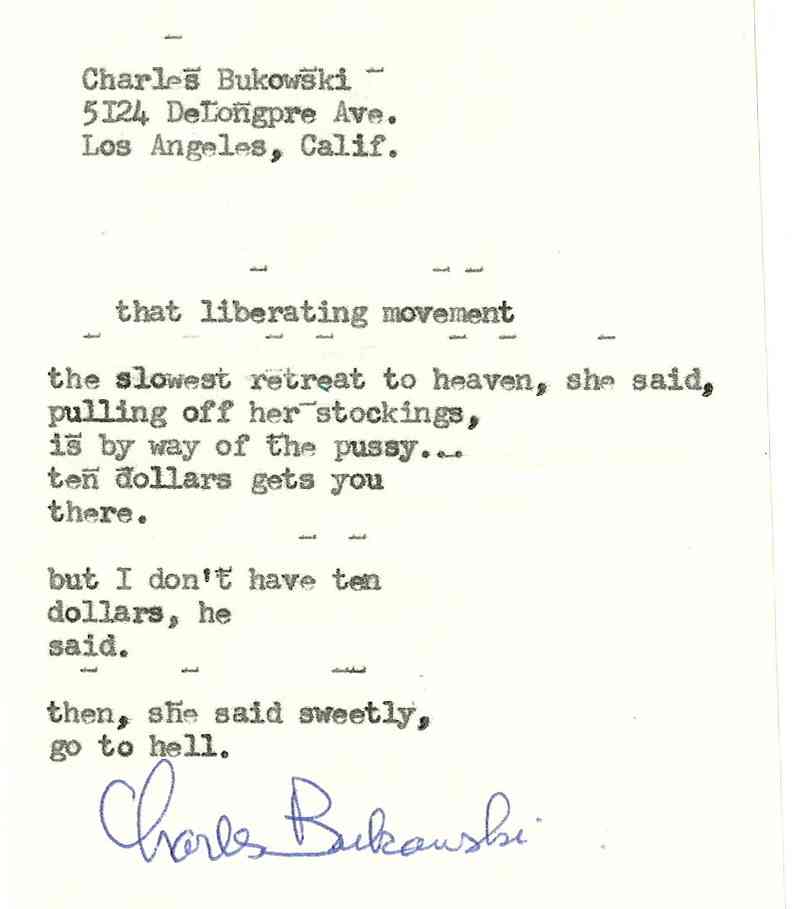 Charles Bukowski
5I24 DeLongpre Ave.
Los Angeles, Calif.
that liberating movement
the slowest retreat to heaven, she said,
pulling off her stockings,
is by way of the pussy...
ten dollars gets you
there.
but I don't have ten
dollars, he
said.
then, she said sweetly,
go to hell.
Charles Bukowski